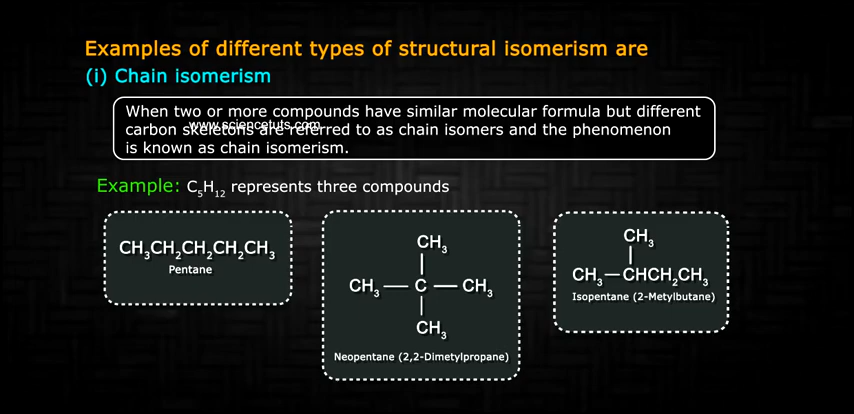 Examples of different types of structural isomerism are
(i) Chain isomerism
When two or more compounds have similar molecular formula but different
carbon skeletons are referred to as chain isomers and the phenomenon
www.sciencetuts.com
is known as chain isomerism.
Example: C₅H₁₂ represents three compounds
CH₃CH₂CH₂CH₂CH₃
Pentane
CH₃
CH₃—C—CH₃
CH₃
Neopentane (2,2-Dimetylpropane)
CH₃
CH₃—CHCH₂CH₃
Isopentane (2-Metylbutane)